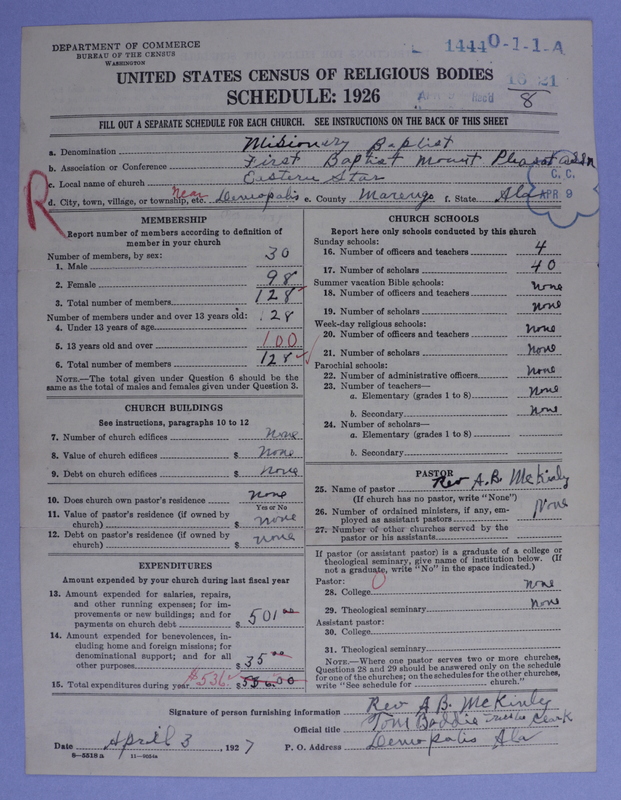 DEPARTMENT OF COMMERCE
BUREAU OF THE CENSUS
WASHINGTON
14440-1-1-A
UNITED STATES CENSUS OF RELIGIOUS BODIES
SCHEDULE: 1926
Rec'd
8
FILL OUT A SEPARATE SCHEDULE FOR EACH CHURCH. SEE INSTRUCTIONS ON THE BACK OF THIS SHEET
a. Denomination Missionery Baptist
b. Association or Conference First Baptist Mount Pleasant assn
c. Local name of church Eastern Star
C. C.
APR 9
R
d. City, town, village, or township, etc. Near Demopolis e. County Marengo f. State Ala
MEMBERSHIP
Report number of members according to definition of member in your church
Number of members, by sex:
1. Male 30
2. Female 98
3. Total number of members 128
Number of members under and over 13 years old:
4. Under 13 years of age 28
5. 13 years old and over 100
6. Total number of members 128
NOTE.—The total given under Question 6 should be the same as the total of males and females given under Question 3.
CHURCH BUILDINGS
See instructions, paragraphs 10 to 12
7. Number of church edifices None
8. Value of church edifices $ None
9. Debt on church edifices $ None
10. Does church own pastor's residence None
Yes or No
11. Value of pastor's residence (if owned by church) $ None
12. Debt on pastor's residence (if owned by church) $ None
EXPENDITURES
Amount expended by your church during last fiscal year
13. Amount expended for salaries, repairs, and other running expenses; for improvements or new buildings; and for payments on church debt $ 501 00
14. Amount expended for benevolences, including home and foreign missions; for denominational support; and for all other purposes $ 35 00
15. Total expenditures during year $536 $ 536.00
CHURCH SCHOOLS
Report here only schools conducted by this church
Sunday schools:
16. Number of officers and teachers 4
17. Number of scholars 40
Summer vacation Bible schools:
18. Number of officers and teachers None
19. Number of scholars None
Week-day religious schools:
20. Number of officers and teachers None
21. Number of scholars None
Parochial schools:
22. Number of administrative officers None
23. Number of teachers—
a. Elementary (grades 1 to 8) None
b. Secondary None
24. Number of scholars—
a. Elementary (grades 1 to 8)
b. Secondary
PASTOR
25. Name of pastor Rev A.B. McKinly
(If church has no pastor, write "None")
26. Number of ordained ministers, if any, employed as assistant pastors None
27. Number of other churches served by the pastor or his assistants
If pastor (or assistant pastor) is a graduate of a college or theological seminary, give name of institution below. (If not a graduate, write "No" in the space indicated.)
Pastor:
28. College None
29. Theological seminary None
Assistant pastor:
30. College
31. Theological seminary
NOTE.—Where one pastor serves two or more churches, Questions 28 and 29 should be answered only on the schedule for one of the churches; on the schedules for the other churches, write "See schedule for church."
Signature of person furnishing information Rev A B. McKinly
Official title Tom Baddie Clerk
Date April 3, 1927 P. O. Address Demopolis Ala
8—5518 a 11—9054a